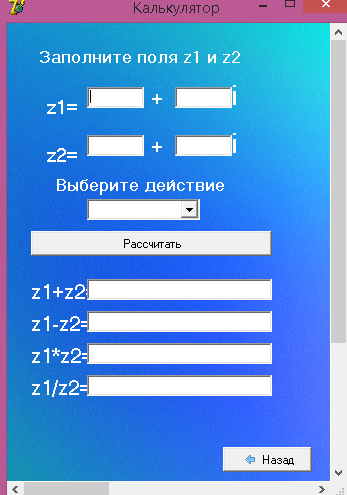 Калькулятор
Заполните поля z1 и z2
z1= + i
z2= + i
Выберите действие
Рассчитать
z1+z2=
z1-z2=
z1*z2=
z1/z2=
Назад